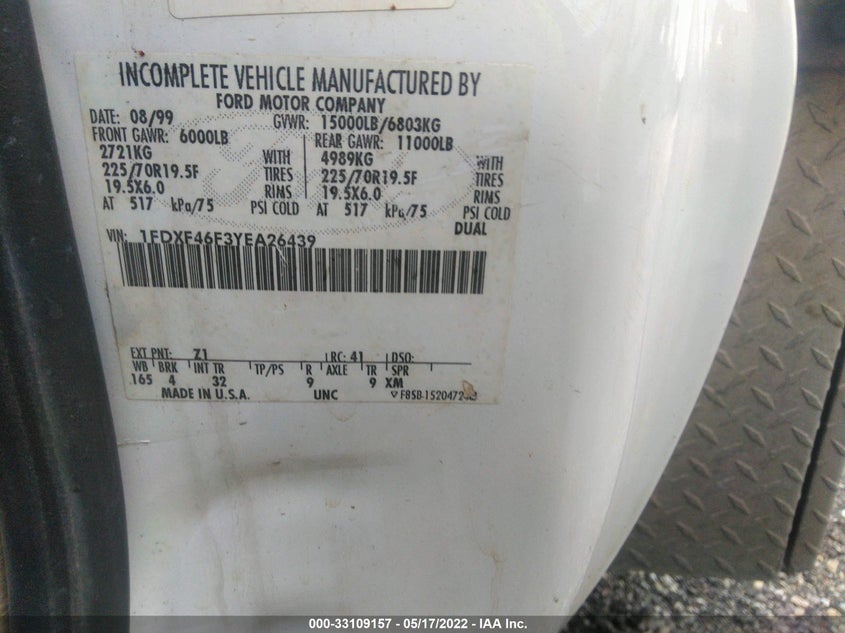 INCOMPLETE VEHICLE MANUFACTURED BY
FORD MOTOR COMPANY
DATE: 08/99 GVWR: 15000LB/6803KG
FRONT GAWR: 6000LB REAR GAWR: 11000LB
2721KG WITH 4989KG WITH
225/70R19.5F TIRES 225/70R19.5F TIRES
19.5X6.0 RIMS 19.5X6.0 RIMS
AT 517 kPa/75 PSI COLD AT 517 kPa/75 PSI COLD
DUAL
VIN: 1FDXF46F3YEA26439
EXT PNT: Z1 RC: 41 DSO:
WB BRK INT TR TP/PS R AXLE TR SPR
165 4 32 9 9 XM
MADE IN U.S.A. UNC
000-33109157 - 05/17/2022 - IAA Inc.